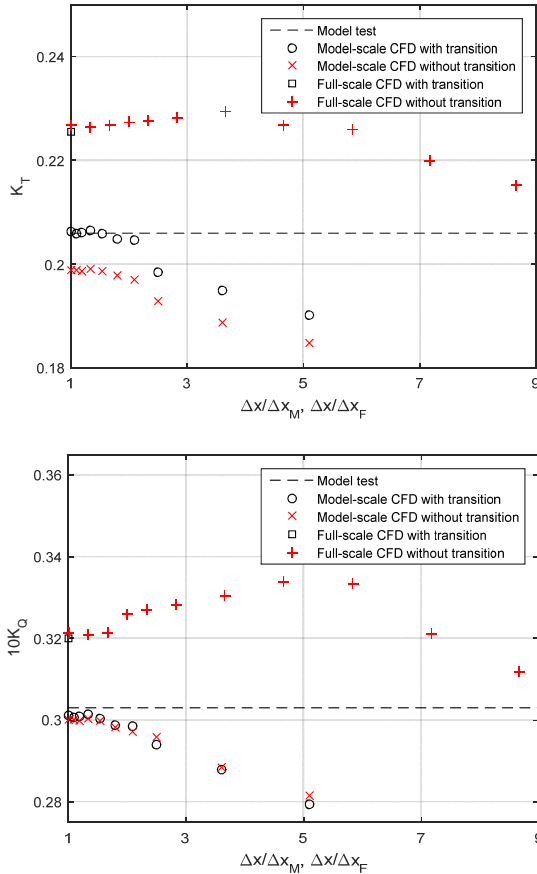 0.25
Model test
Model-scale CFD with transition
Model-scale CFD without transition
Full-scale CFD with transition
Full-scale CFD without transition
0.22
K_T
0.2
0.18
1 3 5 7 9
Δx/Δx_M, Δx/Δx_F
0.36
Model test
Model-scale CFD with transition
Model-scale CFD without transition
Full-scale CFD with transition
Full-scale CFD without transition
0.34
0.32
10K_Q
0.3
0.28
1 3 5 7 9
Δx/Δx_M, Δx/Δx_F